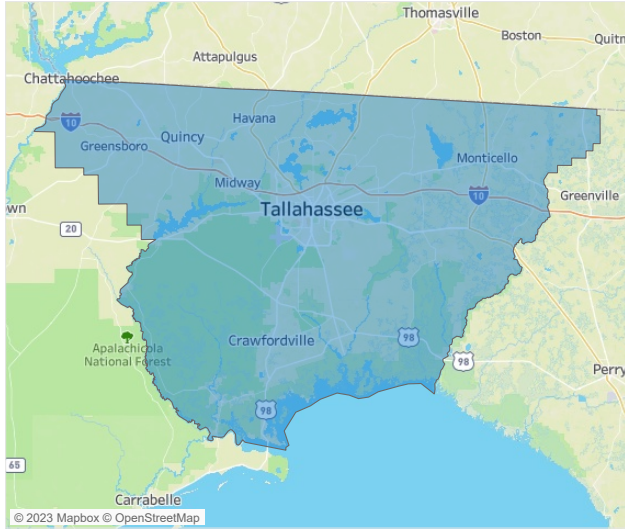 Thomasville
Boston
Quitm
Attapulgus
Chattahoochee
10
Havana
Quincy
Greensboro
Monticello
Midway
10
Greenville
Tallahassee
own
20
Apalachicola
National Forest
Crawfordville
98
98
Perry
98
65
Carrabelle
© 2023 Mapbox © OpenStreetMap